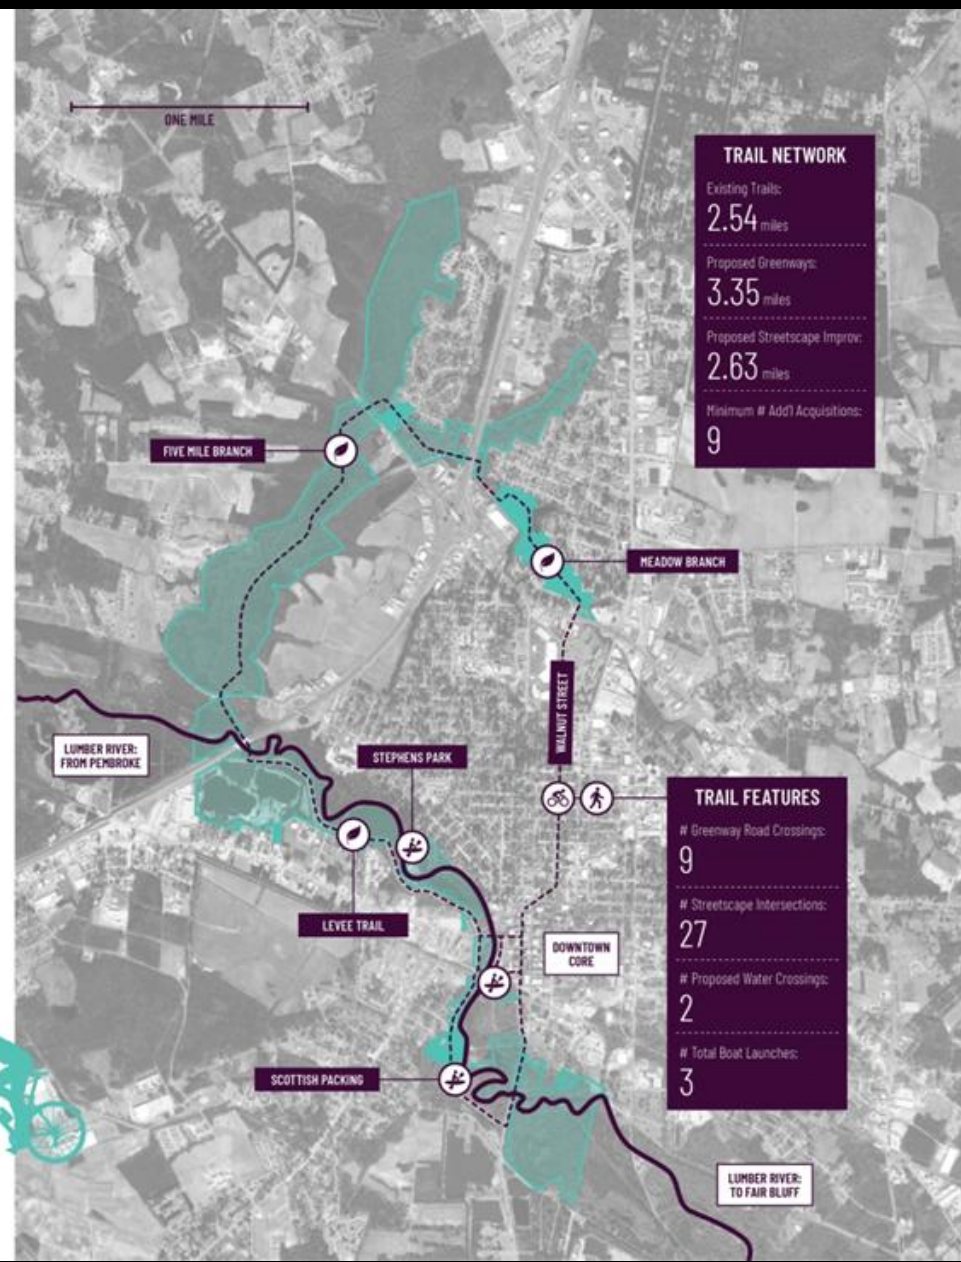 ONE MILE
TRAIL NETWORK
Existing Trails:
2.54 miles
Proposed Greenways:
3.35 miles
Proposed Streetscape Improv:
2.63 miles
Minimum # Add'l Acquisitions:
9
FIVE MILE BRANCH
MEADOW BRANCH
WALNUT STREET
LUMBER RIVER:
FROM PEMBROKE
STEPHENS PARK
TRAIL FEATURES
# Greenway Road Crossings:
9
# Streetscape Intersections:
27
# Proposed Water Crossings:
2
# Total Boat Launches:
3
LEVEE TRAIL
DOWNTOWN
CORE
SCOTTISH PACKING
LUMBER RIVER:
TO FAIR BLUFF